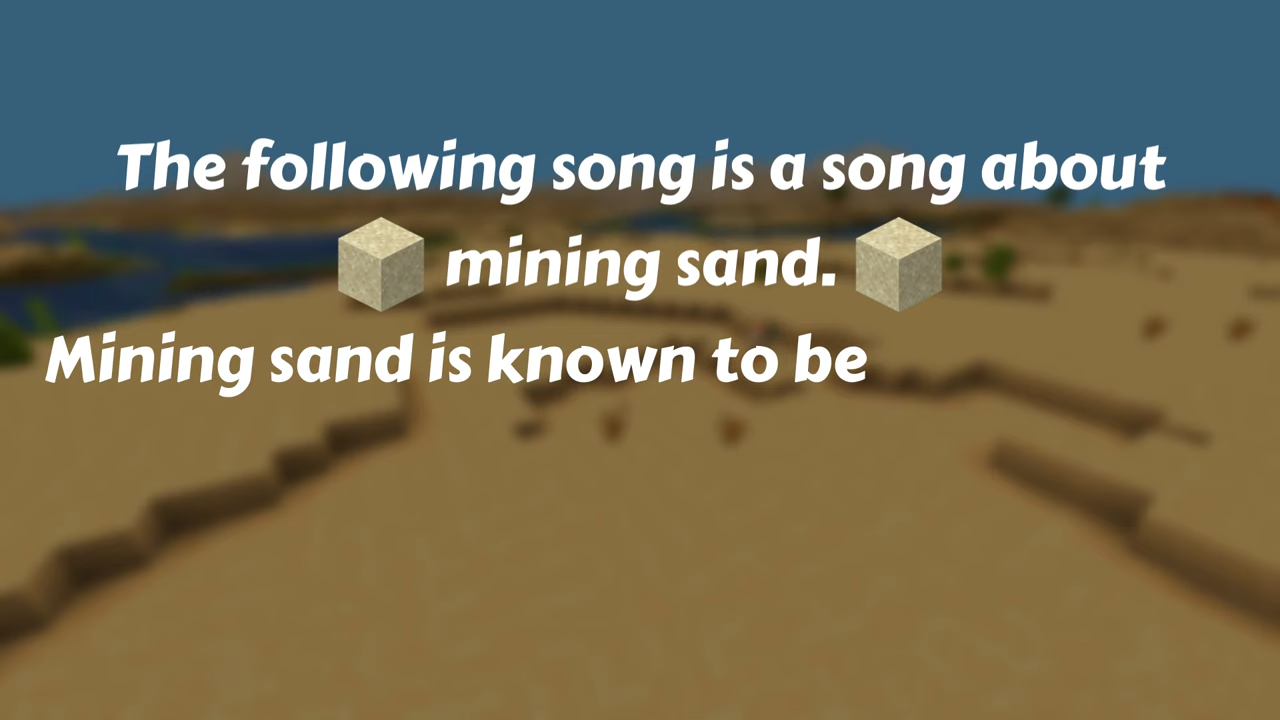 The following song is a song about
mining sand.
Mining sand is known to be